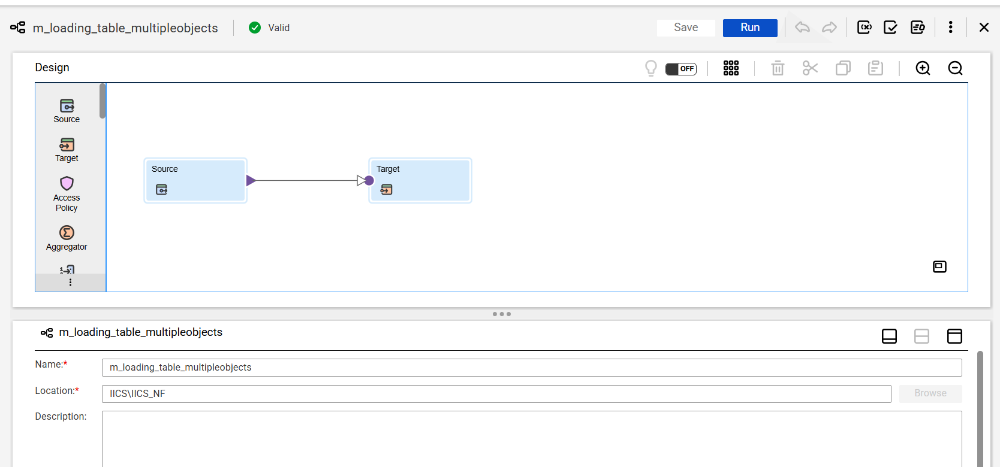 m_loading_table_multipleobjects
Valid
Save
Run
Design
OFF
Source
Target
Access
Policy
Aggregator
Source
Target
m_loading_table_multipleobjects
Name:*
m_loading_table_multipleobjects
Location:*
IICS\IICS_NF
Browse
Description: